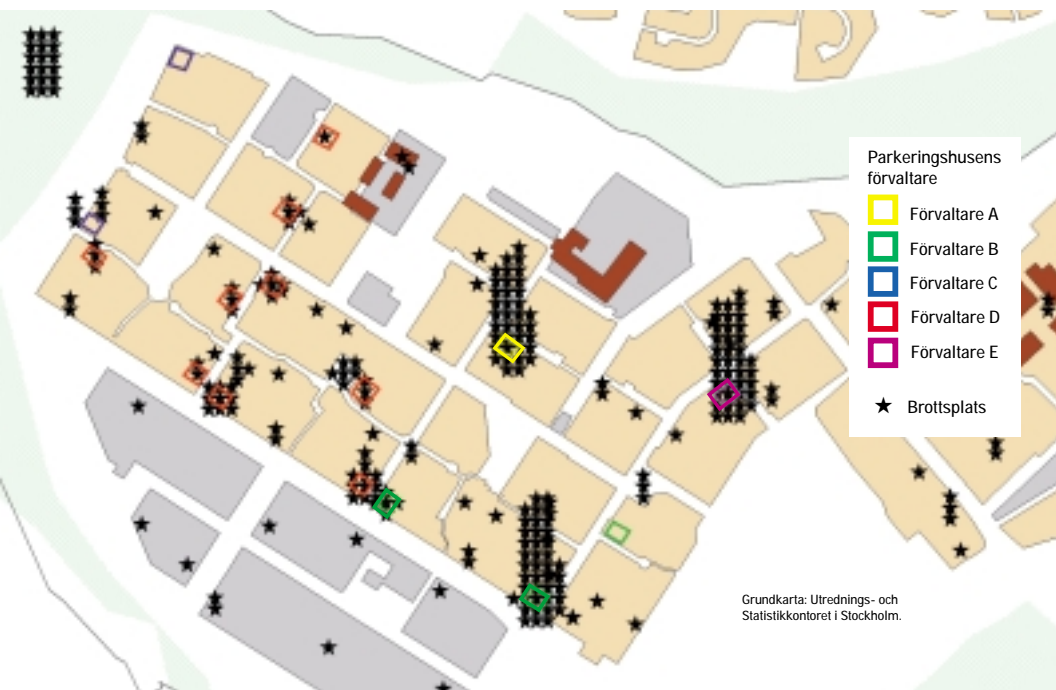 Parkeringshusens
förvaltare
Förvaltare A
Förvaltare B
Förvaltare C
Förvaltare D
Förvaltare E
Brottsplats
Grundkarta: Utrednings- och
Statistikkontoret i Stockholm.